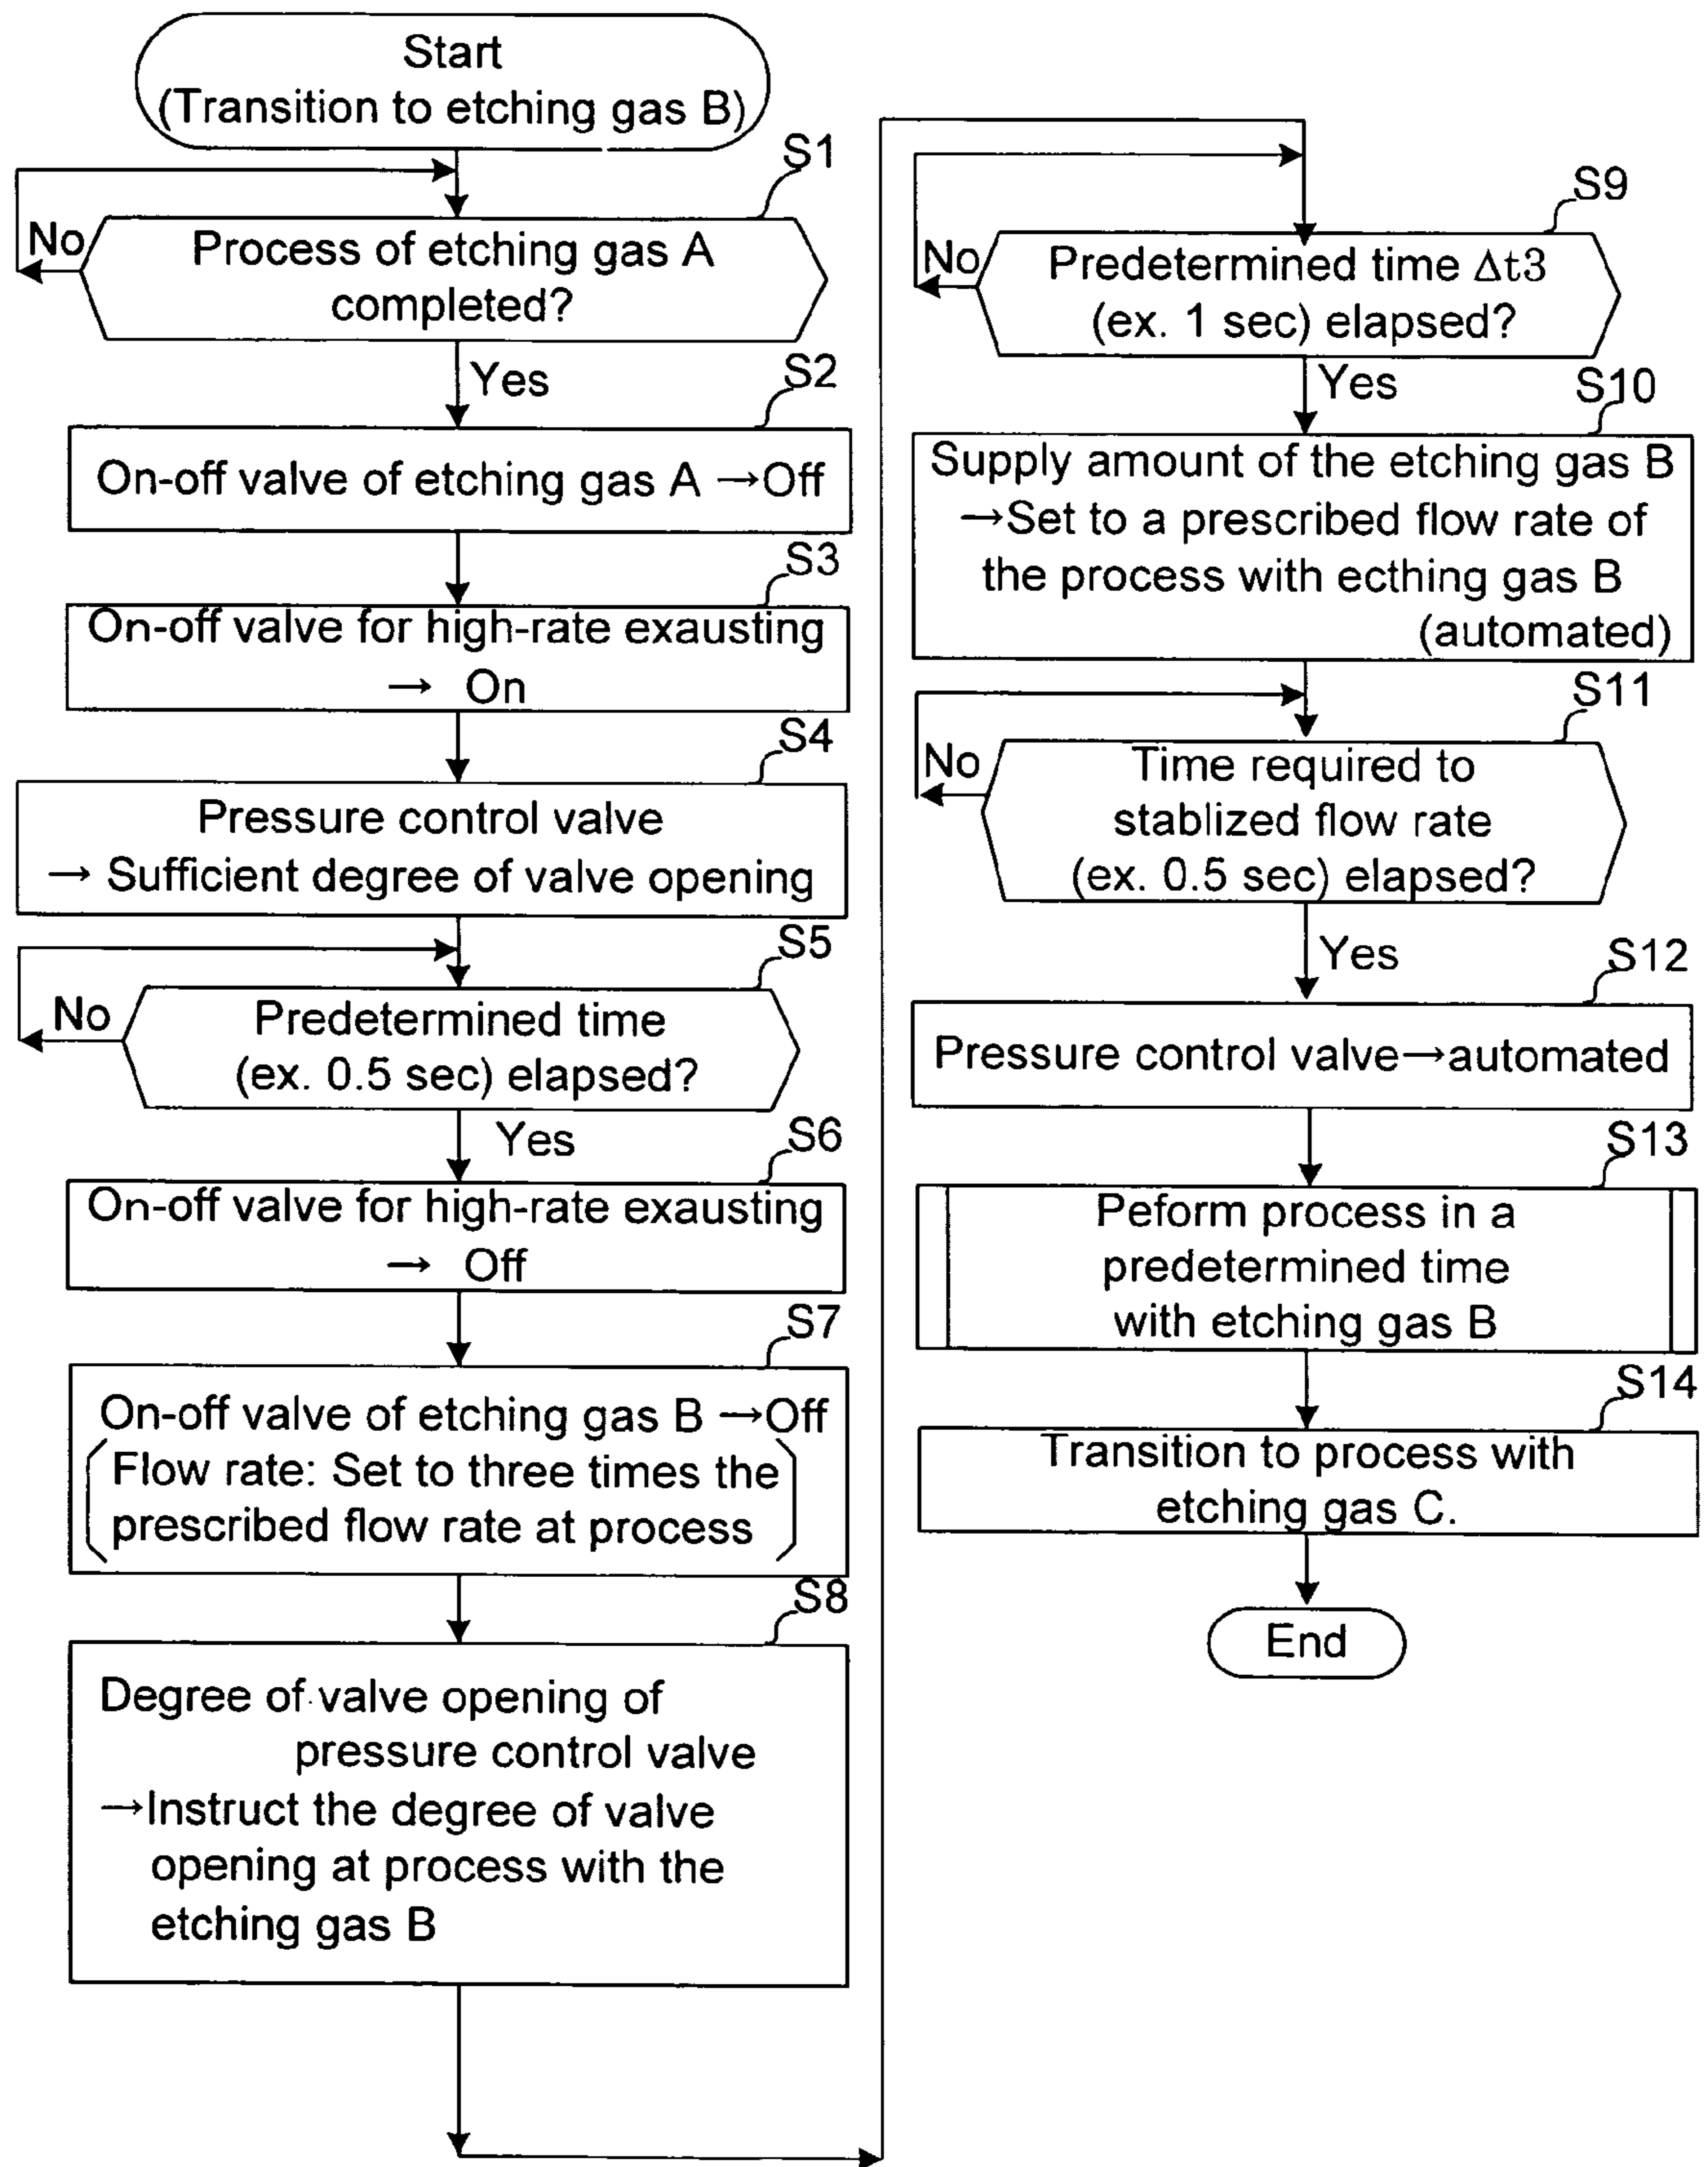 Start
(Transition to etching gas B)
S1
No
Process of etching gas A
completed?
Yes
S2
On-off valve of etching gas A →Off
S3
On-off valve for high-rate exausting
→ On
S4
Pressure control valve
→ Sufficient degree of valve opening
S5
No
Predetermined time
(ex. 0.5 sec) elapsed?
Yes
S6
On-off valve for high-rate exausting
→ Off
S7
On-off valve of etching gas B →Off
(Flow rate: Set to three times the
prescribed flow rate at process)
S8
Degree of valve opening of
pressure control valve
→Instruct the degree of valve
opening at process with the
etching gas B
S9
No
Predetermined time Δt3
(ex. 1 sec) elapsed?
Yes
S10
Supply amount of the etching gas B
→Set to a prescribed flow rate of
the process with ecthing gas B
(automated)
S11
No
Time required to
stablized flow rate
(ex. 0.5 sec) elapsed?
Yes
S12
Pressure control valve→automated
S13
Peform process in a
predetermined time
with etching gas B
S14
Transition to process with
etching gas C.
End